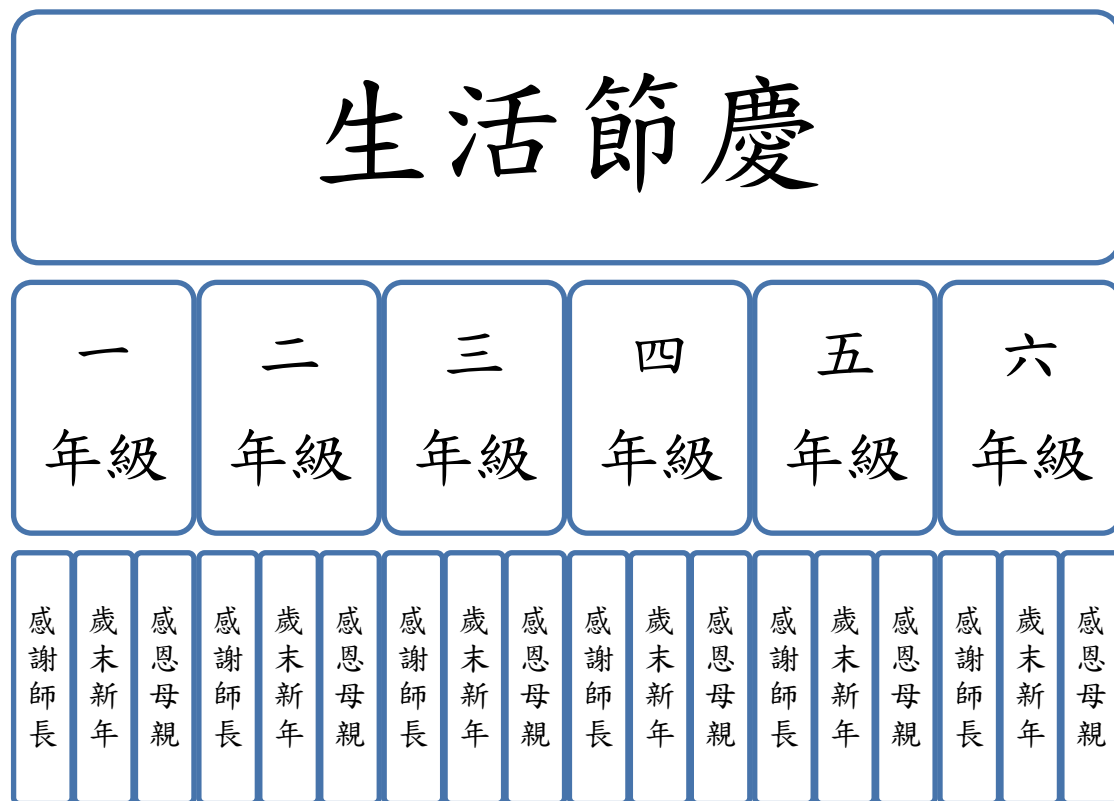 生活節慶
一
年級
二
年級
三
年級
四
年級
五
年級
六
年級
感謝師長
歲末新年
感恩母親
感謝師長
歲末新年
感恩母親
感謝師長
歲末新年
感恩母親
感謝師長
歲末新年
感恩母親
感謝師長
歲末新年
感恩母親
感謝師長
歲末新年
感恩母親